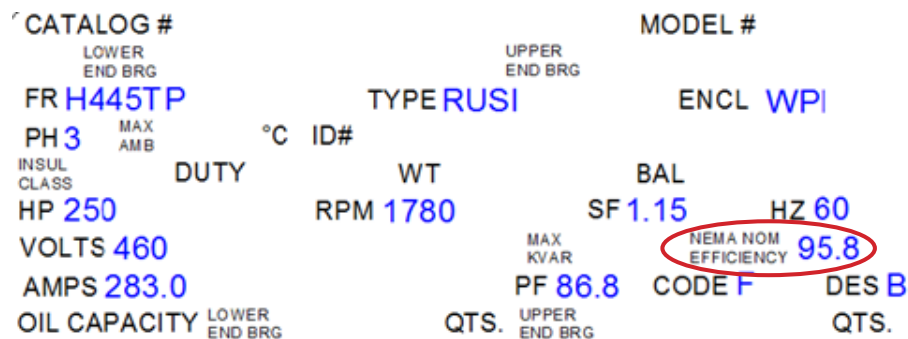 CATALOG # MODEL #
LOWER END BRG UPPER END BRG
FR H445TP TYPE RUSI ENCL WPI
PH 3 MAX AMB °C ID#
INSUL CLASS DUTY WT BAL
HP 250 RPM 1780 SF 1.15 HZ 60
VOLTS 460 MAX KVAR NEMA NOM EFFICIENCY 95.8
AMPS 283.0 PF 86.8 CODE F DES B
OIL CAPACITY LOWER END BRG QTS. UPPER END BRG QTS.